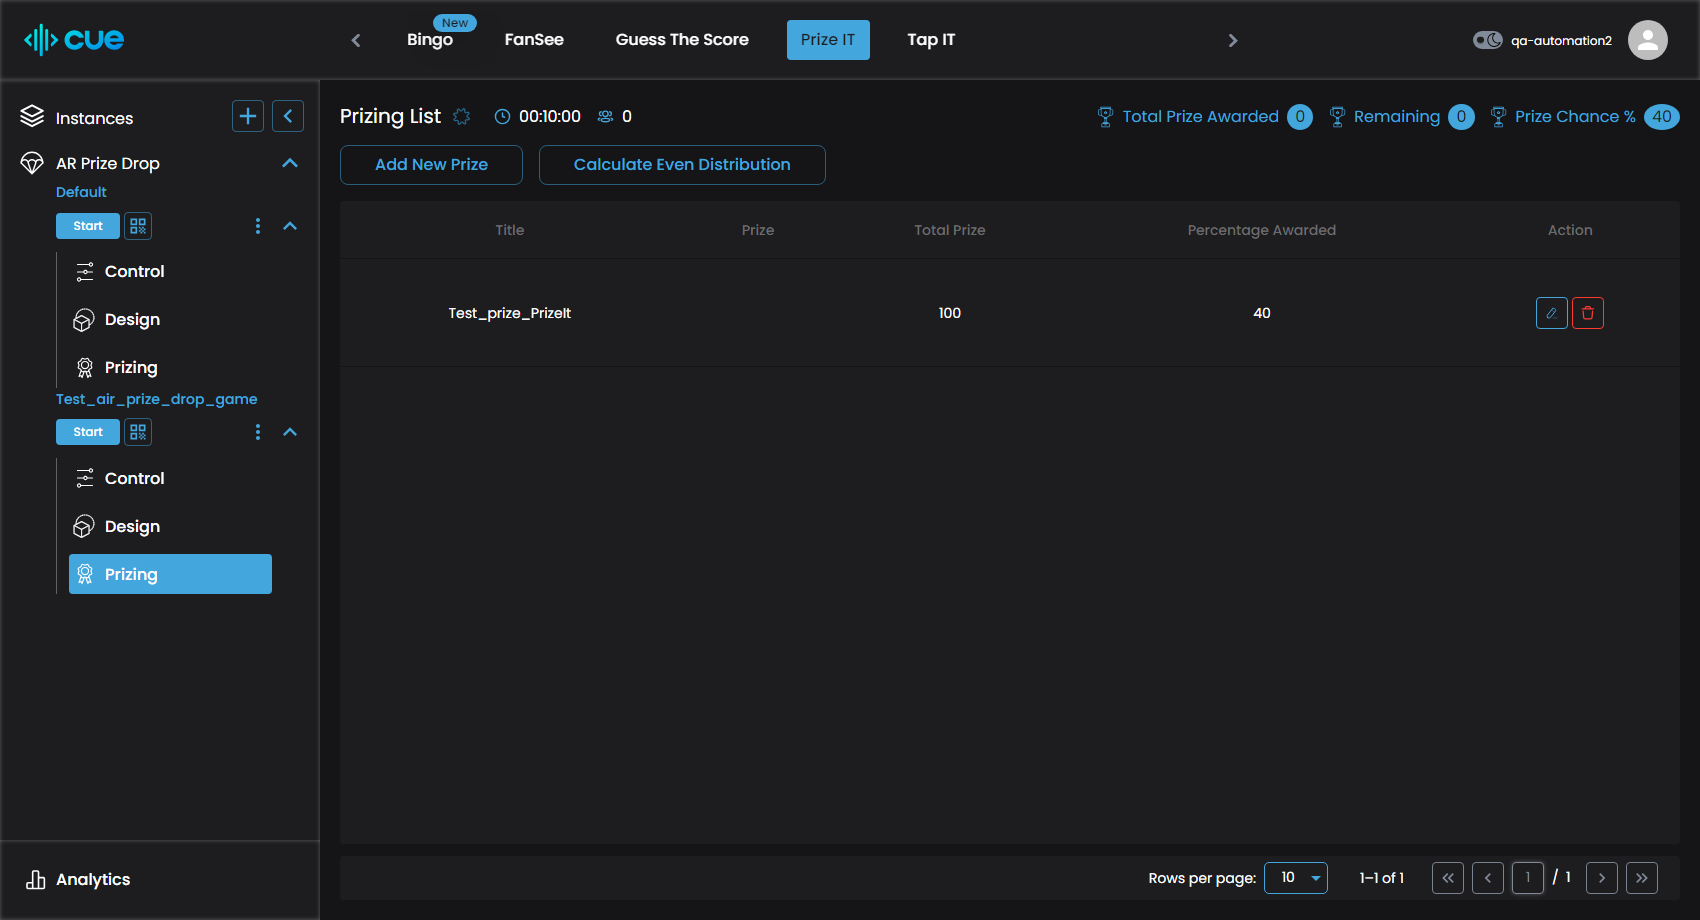 cue
New
Bingo
FanSee
Guess The Score
Prize IT
Tap IT
qa-automation2
Instances
AR Prize Drop
Default
Start
Control
Design
Prizing
Test_air_prize_drop_game
Start
Control
Design
Prizing
Analytics
Prizing List
00:10:00
0
Total Prize Awarded 0
Remaining 0
Prize Chance % 40
Add New Prize
Calculate Even Distribution
Title Prize Total Prize Percentage Awarded Action
Test_prize_PrizeIt 100 40
Rows per page: 10 1–1 of 1 1 / 1